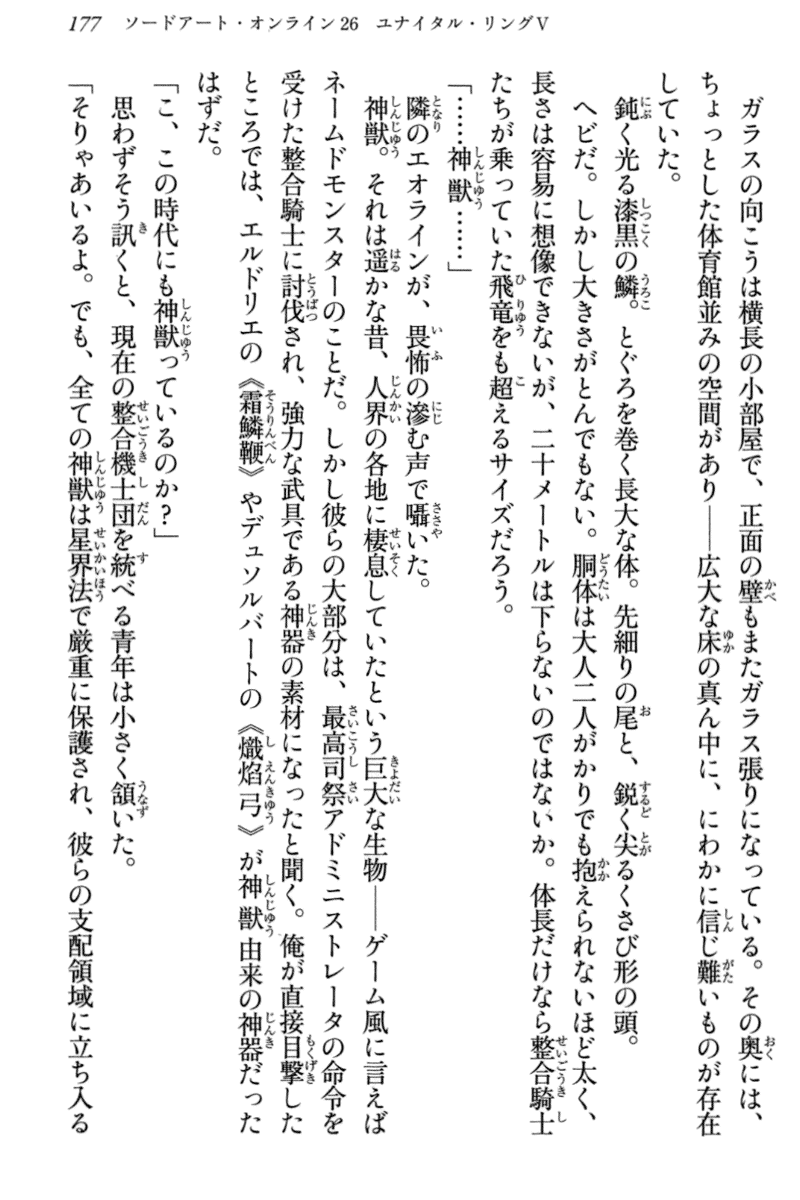 177 ソードアート・オンライン26 ユナイタル・リングⅤ
ガラスの向こうは横長の小部屋で、正面の壁もまたガラス張りになっている。その奥には、
ちょっとした体育館並みの空間があり――広大な床の真ん中に、にわかに信じ難いものが存在
していた。
鈍く光る漆黒の鱗。とぐろを巻く長大な体。先細りの尾と、鋭く尖るくさび形の頭。
ヘビだ。しかし大きさがとんでもない。胴体は大人二人がかりでも抱えられないほど太く、
長さは容易に想像できないが、二十メートルは下らないのではないか。体長だけなら整合騎士
たちが乗っていた飛竜をも超えるサイズだろう。
「……神獣……」
隣のエオラインが、畏怖の滲む声で囁いた。
神獣。それは遥かな昔、人界の各地に棲息していたという巨大な生物――ゲーム風に言えば
ネームドモンスターのことだ。しかし彼らの大部分は、最高司祭アドミニストレータの命令を
受けた整合騎士に討伐され、強力な武具である神器の素材になったと聞く。俺が直接目撃した
ところでは、エルドリエの《霜鱗鞭》やデュソルバートの《熾焰弓》が神獣由来の神器だった
はずだ。
「こ、この時代にも神獣っているのか？」
思わずそう訊くと、現在の整合機士団を統べる青年は小さく頷いた。
「そりゃあいるよ。でも、全ての神獣は星界法で厳重に保護され、彼らの支配領域に立ち入る